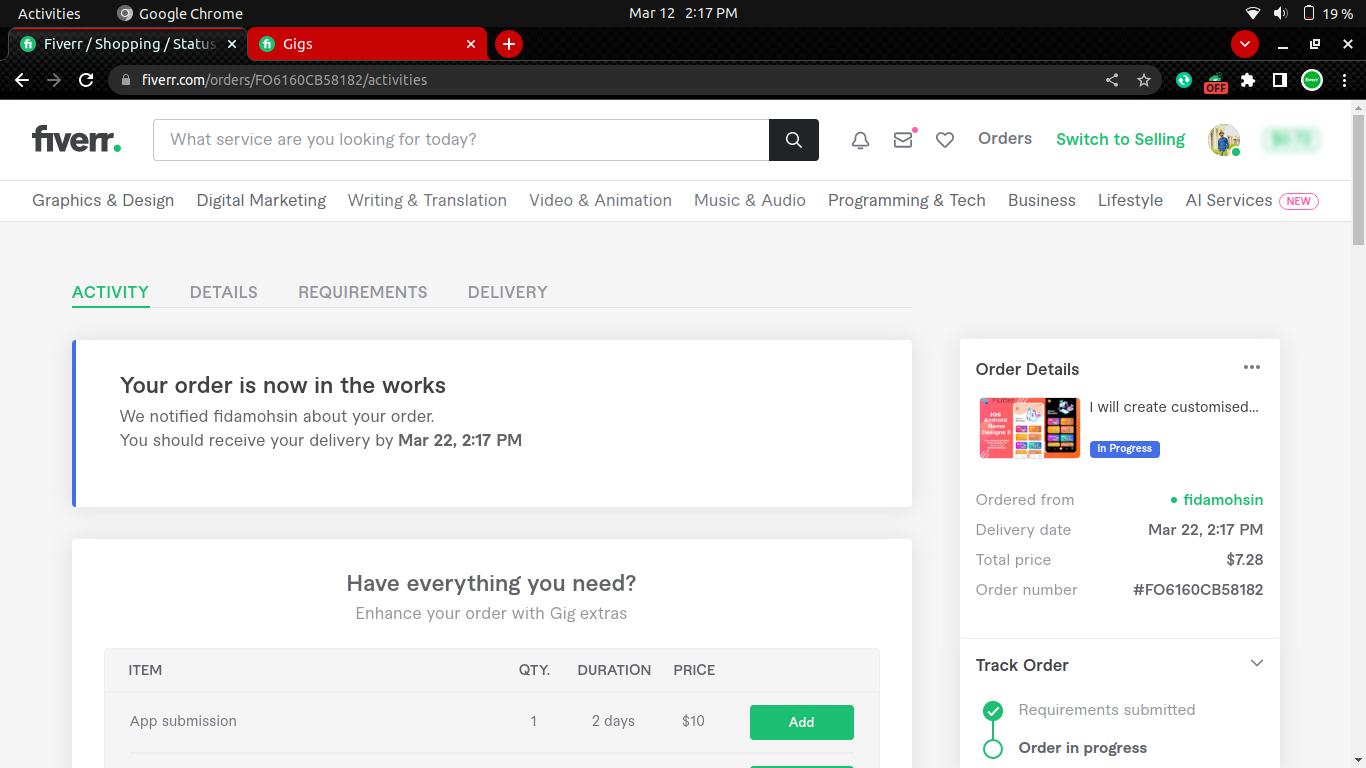 Activities Google Chrome Mar 12 2:17 PM 19 %
Fiverr / Shopping / Status Gigs
fiverr.com/orders/FO6160CB58182/activities OFF
fiverr. What service are you looking for today? Orders Switch to Selling
Graphics & Design Digital Marketing Writing & Translation Video & Animation Music & Audio Programming & Tech Business Lifestyle AI Services NEW
ACTIVITY DETAILS REQUIREMENTS DELIVERY
Your order is now in the works
We notified fidamohsin about your order.
You should receive your delivery by Mar 22, 2:17 PM
Have everything you need?
Enhance your order with Gig extras
ITEM QTY. DURATION PRICE
App submission 1 2 days $10 Add
Order Details
Flutter
IOS
Android
Home
Designs II
I will create customised...
In Progress
Ordered from fidamohsin
Delivery date Mar 22, 2:17 PM
Total price $7.28
Order number #FO6160CB58182
Track Order
Requirements submitted
Order in progress